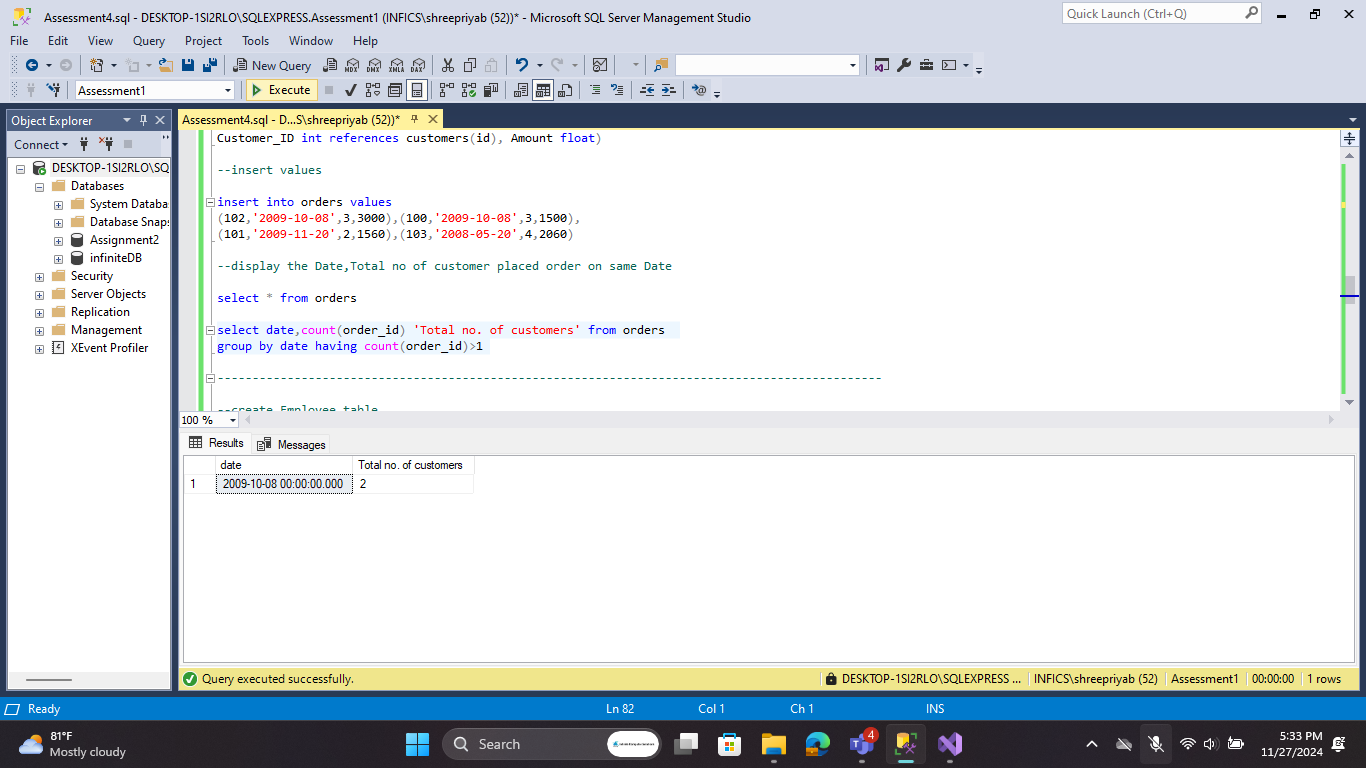 Assessment4.sql - DESKTOP-1SI2RLO\SQLEXPRESS.Assessment1 (INFICS\shreepriyab (52))* - Microsoft SQL Server Management Studio
Quick Launch (Ctrl+Q)
File Edit View Query Project Tools Window Help
New Query MDX DMX XMLA DAX
Assessment1 Execute
Object Explorer
Assessment4.sql - D...S\shreepriyab (52))*
Connect
DESKTOP-1SI2RLO\SQ
Databases
System Databa
Database Snap
Assignment2
infiniteDB
Security
Server Objects
Replication
Management
XEvent Profiler
Customer_ID int references customers(id), Amount float)
--insert values
insert into orders values
(102,'2009-10-08',3,3000),(100,'2009-10-08',3,1500),
(101,'2009-11-20',2,1560),(103,'2008-05-20',4,2060)
--display the Date,Total no of customer placed order on same Date
select * from orders
select date,count(order_id) 'Total no. of customers' from orders
group by date having count(order_id)>1
-----------------------------------------------------------------------------------------------
--create Employee table
100 %
Results Messages
date Total no. of customers
1 2009-10-08 00:00:00.000 2
Query executed successfully. DESKTOP-1SI2RLO\SQLEXPRESS ... INFICS\shreepriyab (52) Assessment1 00:00:00 1 rows
Ready Ln 82 Col 1 Ch 1 INS
81°F
Mostly cloudy
Search
4
5:33 PM
11/27/2024